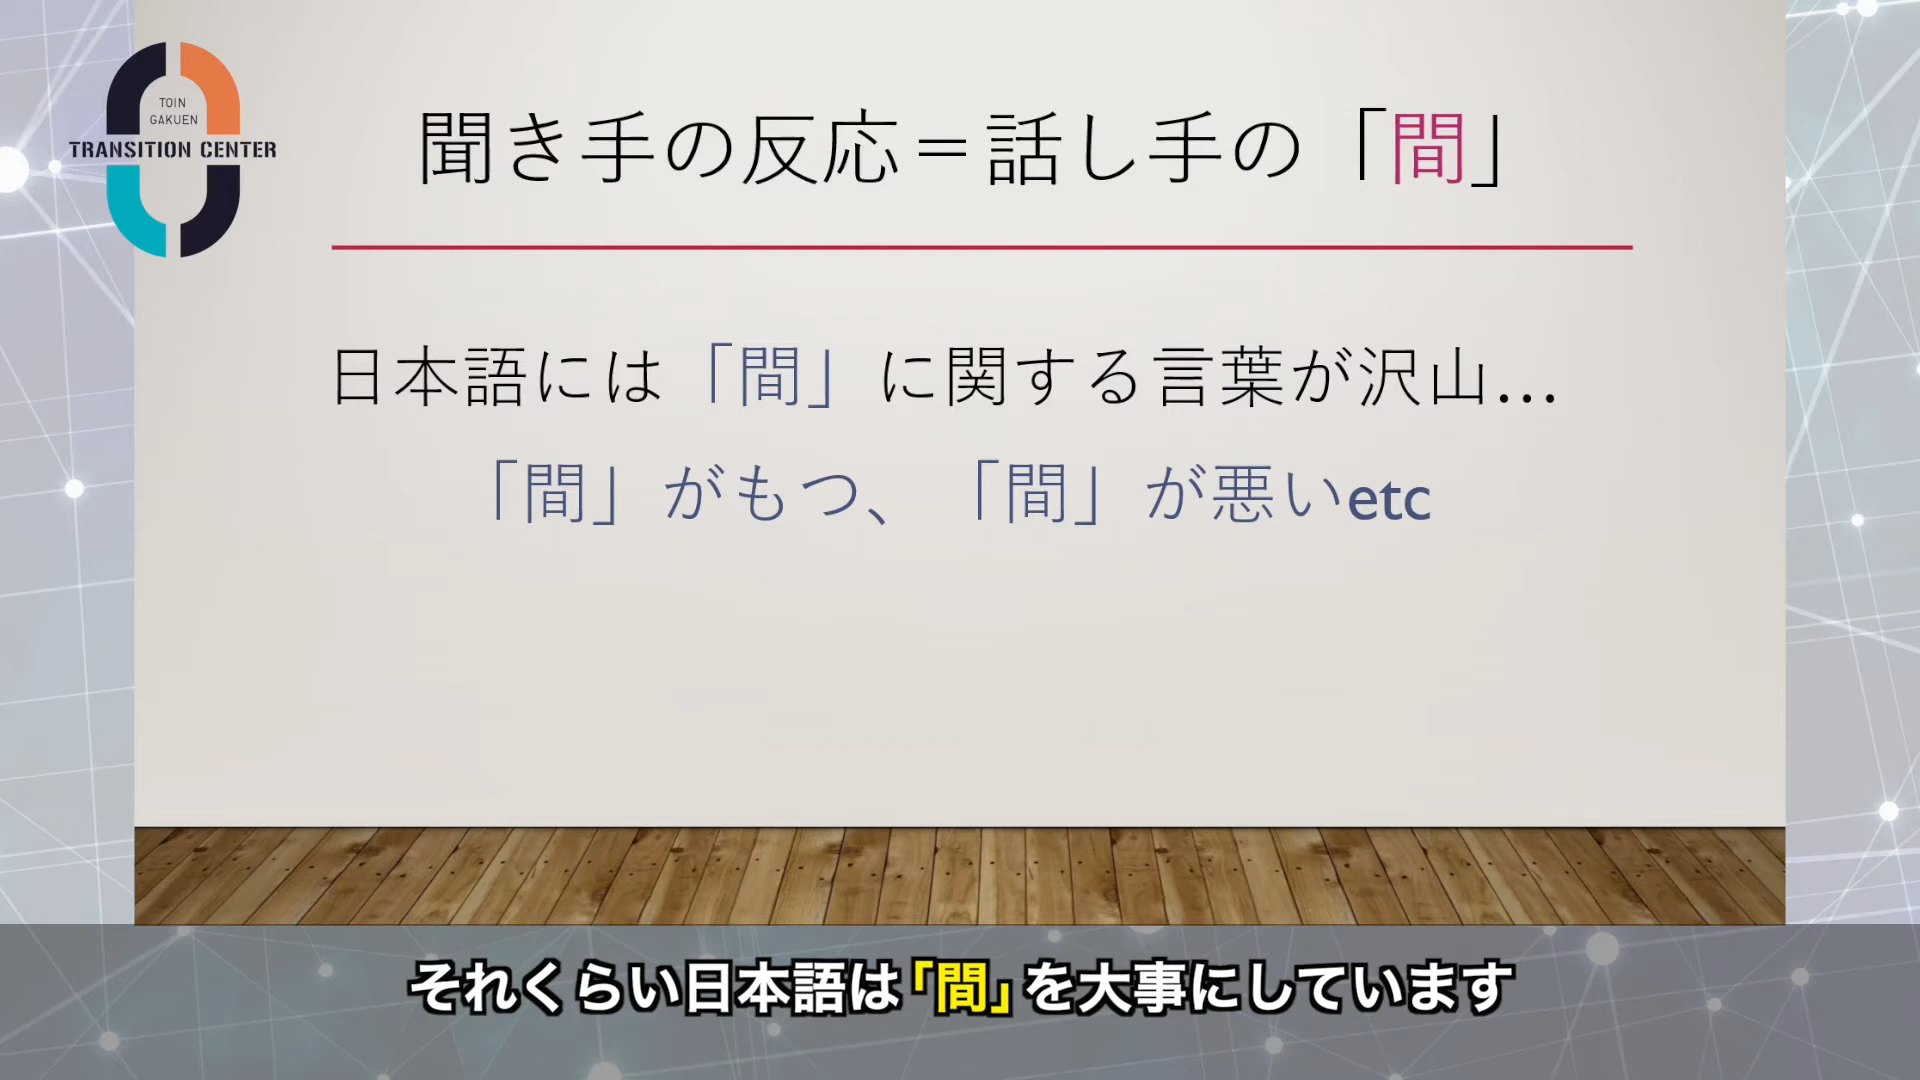 TOIN
GAKUEN
TRANSITION CENTER
聞き手の反応＝話し手の「間」
日本語には「間」に関する言葉が沢山…
「間」がもつ、「間」が悪いetc
それくらい日本語は「間」を大事にしています